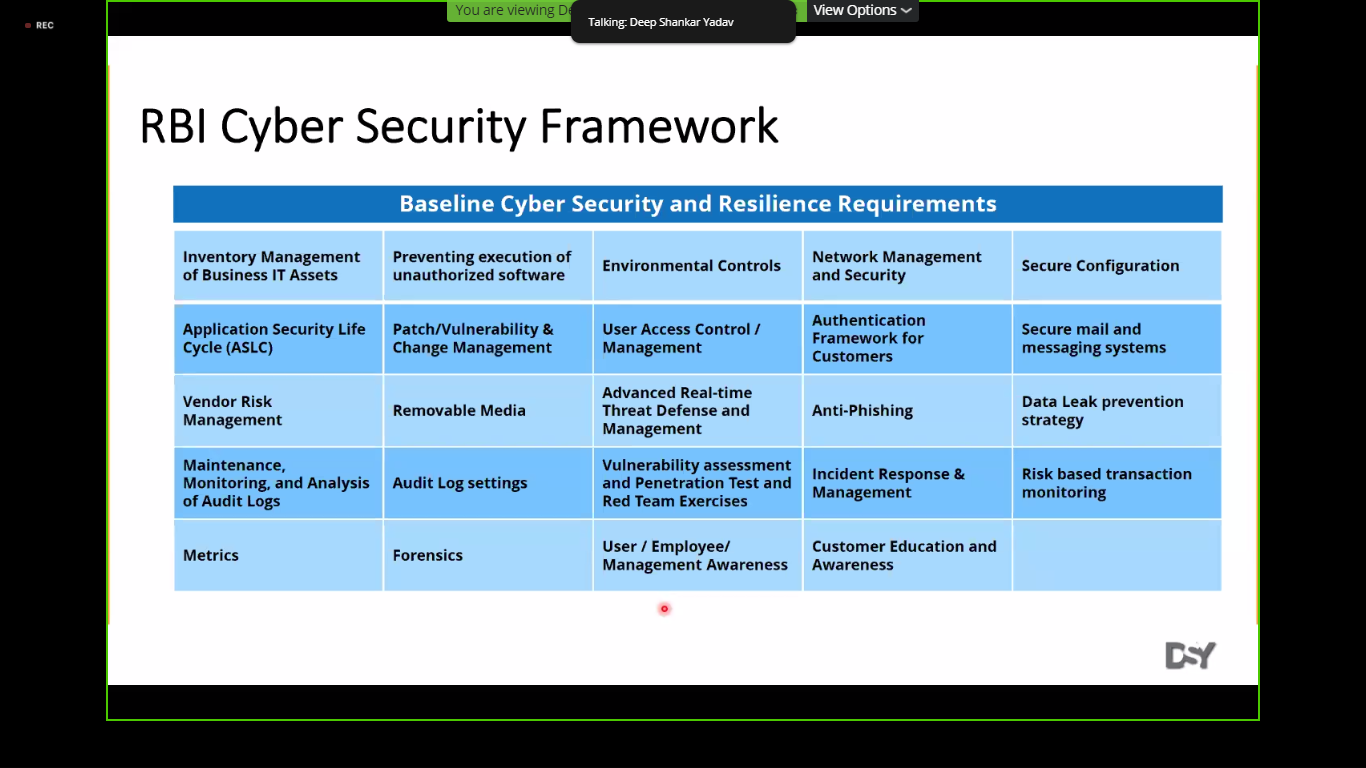 REC
You are viewing De
Talking: Deep Shankar Yadav
View Options
RBI Cyber Security Framework
Baseline Cyber Security and Resilience Requirements
Inventory Management
of Business IT Assets
Preventing execution of
unauthorized software
Environmental Controls
Network Management
and Security
Secure Configuration
Application Security Life
Cycle (ASLC)
Patch/Vulnerability &
Change Management
User Access Control /
Management
Authentication
Framework for
Customers
Secure mail and
messaging systems
Vendor Risk
Management
Removable Media
Advanced Real-time
Threat Defense and
Management
Anti-Phishing
Data Leak prevention
strategy
Maintenance,
Monitoring, and Analysis
of Audit Logs
Audit Log settings
Vulnerability assessment
and Penetration Test and
Red Team Exercises
Incident Response &
Management
Risk based transaction
monitoring
Metrics
Forensics
User / Employee/
Management Awareness
Customer Education and
Awareness
DSY